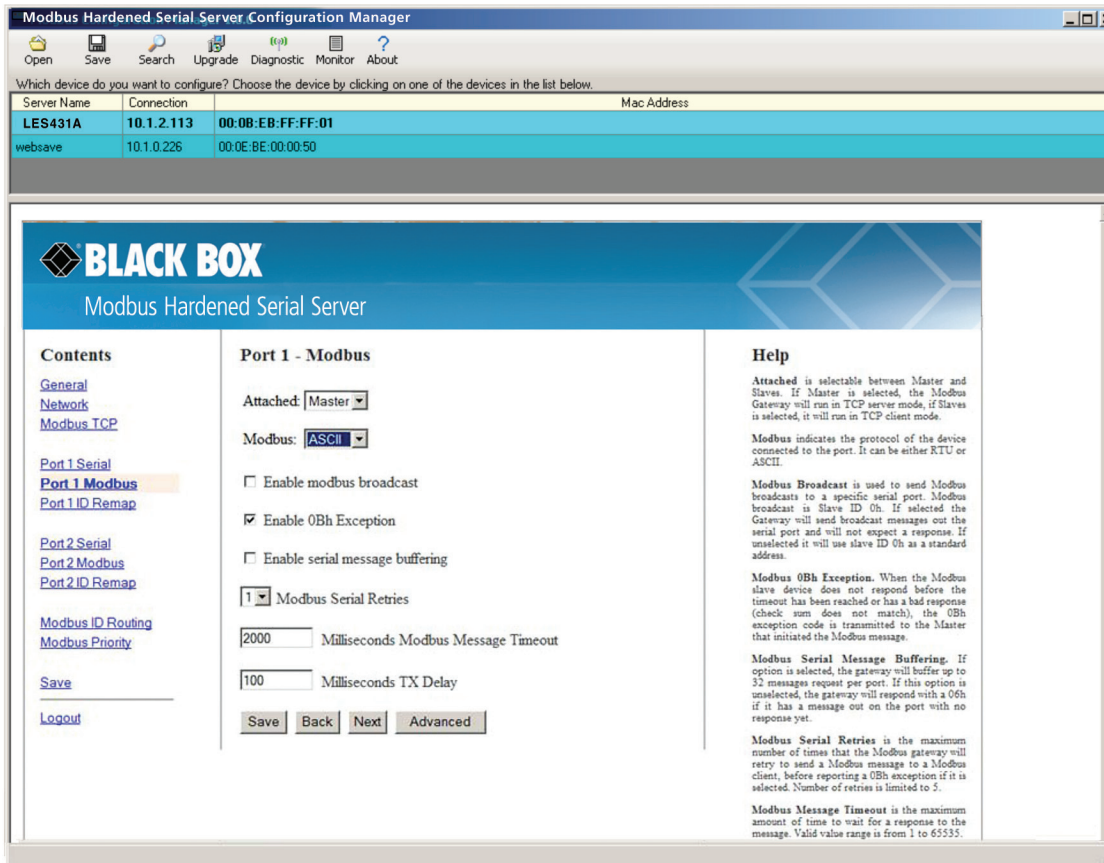 Modbus Hardened Serial Server Configuration Manager
Open Save Search Upgrade Diagnostic Monitor About
Which device do you want to configure? Choose the device by clicking on one of the devices in the list below.
Server Name Connection Mac Address
LES431A 10.1.2.113 00:0B:EB:FF:FF:01
websave 10.1.0.226 00:0E:BE:00:00:50
BLACK BOX®
Modbus Hardened Serial Server
Contents
General
Network
Modbus TCP
Port 1 Serial
Port 1 Modbus
Port 1 ID Remap
Port 2 Serial
Port 2 Modbus
Port 2 ID Remap
Modbus ID Routing
Modbus Priority
Save
Logout
Port 1 - Modbus
Attached: Master
Modbus: ASCII
Enable modbus broadcast
Enable 0Bh Exception
Enable serial message buffering
1 Modbus Serial Retries
2000 Milliseconds Modbus Message Timeout
100 Milliseconds TX Delay
Save Back Next Advanced
Help
Attached is selectable between Master and
Slaves. If Master is selected, the Modbus
Gateway will run in TCP server mode, if Slaves
is selected, it will run in TCP client mode.
Modbus indicates the protocol of the device
connected to the port. It can be either RTU or
ASCII.
Modbus Broadcast is used to send Modbus
broadcasts to a specific serial port. Modbus
broadcast is Slave ID 0h. If selected the
Gateway will send broadcast messages out the
serial port and will not expect a response. If
unselected it will use slave ID 0h as a standard
address.
Modbus 0Bh Exception. When the Modbus
slave device does not respond before the
timeout has been reached or has a bad response
(check sum does not match), the 0Bh
exception code is transmitted to the Master
that initiated the Modbus message.
Modbus Serial Message Buffering. If
option is selected, the gateway will buffer up to
32 messages request per port. If this option is
unselected, the gateway will respond with a 06h
if it has a message out on the port with no
response yet.
Modbus Serial Retries is the maximum
number of times that the Modbus gateway will
retry to send a Modbus message to a Modbus
client, before reporting a 0Bh exception if it is
selected. Number of retries is limited to 5.
Modbus Message Timeout is the maximum
amount of time to wait for a response to the
message. Valid value range is from 1 to 65535.